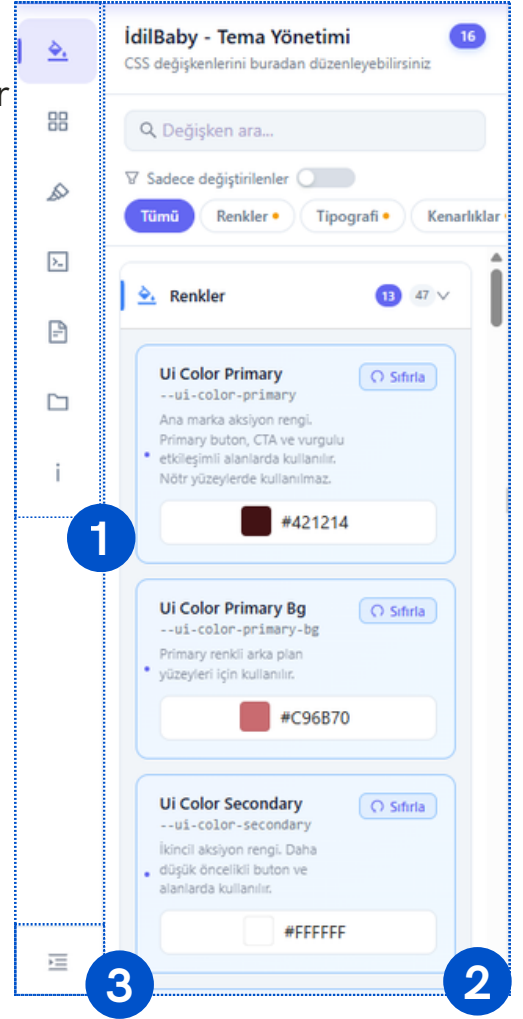 İdilBaby - Tema Yönetimi
16
CSS değişkenlerini buradan düzenleyebilirsiniz
r
Değişken ara...
Sadece değiştirilenler
Tümü
Renkler
Tipografi
Kenarlıklar
Renkler
13
47
Ui Color Primary
Sıfırla
--ui-color-primary
Ana marka aksiyon rengi.
Primary buton, CTA ve vurgulu
etkileşimli alanlarda kullanılır.
Nötr yüzeylerde kullanılmaz.
#421214
1
Ui Color Primary Bg
Sıfırla
--ui-color-primary-bg
Primary renkli arka plan
yüzeyleri için kullanılır.
#C96B70
Ui Color Secondary
Sıfırla
--ui-color-secondary
İkincil aksiyon rengi. Daha
düşük öncelikli buton ve
alanlarda kullanılır.
#FFFFFF
3
2